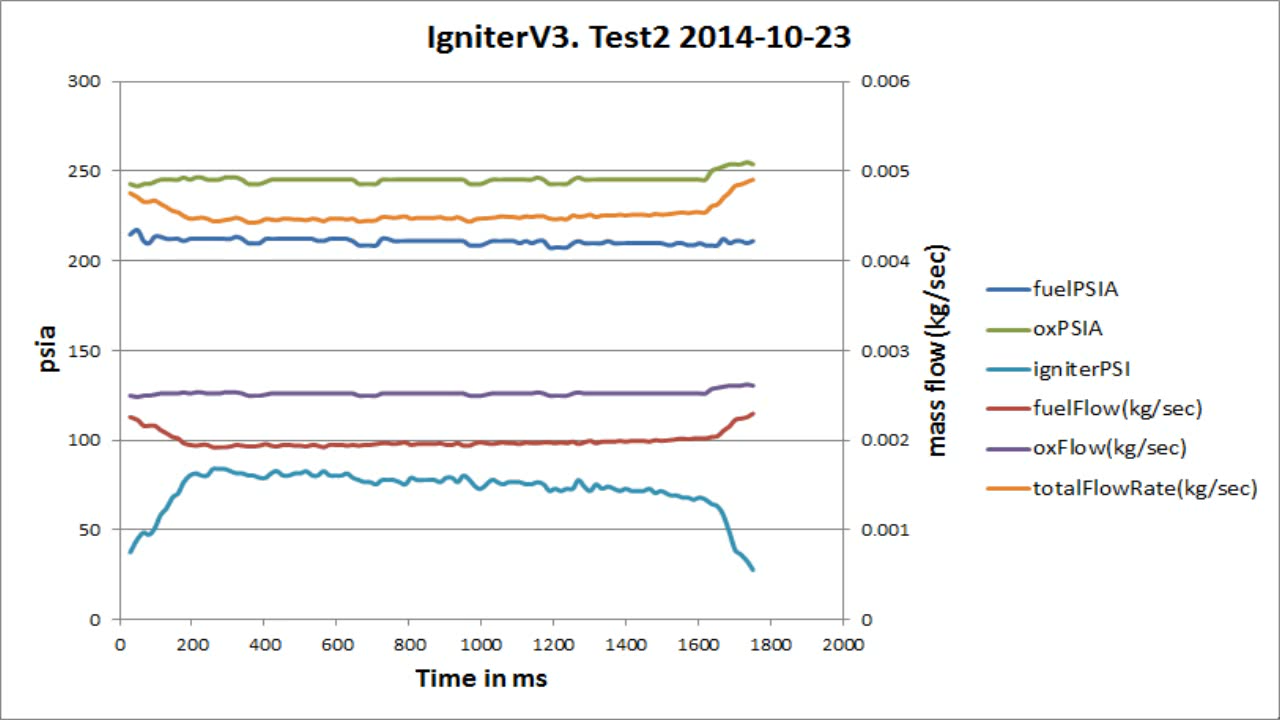 IgniterV3. Test2 2014-10-23
300
250
200
150
100
50
0
psia
0.006
0.005
0.004
0.003
0.002
0.001
0
mass flow (kg/sec)
0 200 400 600 800 1000 1200 1400 1600 1800 2000
Time in ms
fuelPSIA
oxPSIA
igniterPSI
fuelFlow(kg/sec)
oxFlow(kg/sec)
totalFlowRate(kg/sec)